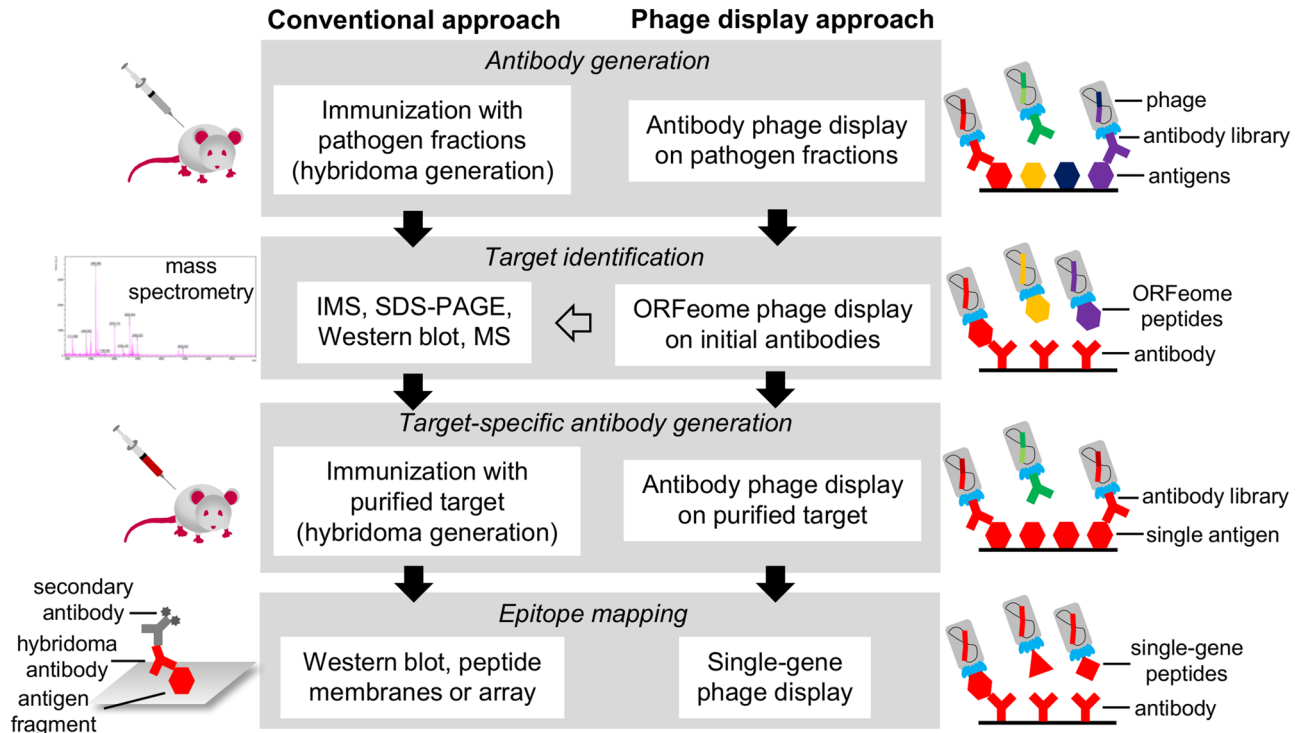 Conventional approach
Phage display approach
Antibody generation
Immunization with
pathogen fractions
(hybridoma generation)
Antibody phage display
on pathogen fractions
phage
antibody library
antigens
mass
spectrometry
Target identification
IMS, SDS-PAGE,
Western blot, MS
ORFeome phage display
on initial antibodies
ORFeome
peptides
antibody
Target-specific antibody generation
Immunization with
purified target
(hybridoma generation)
Antibody phage display
on purified target
antibody library
single antigen
secondary
antibody
hybridoma
antibody
antigen
fragment
Epitope mapping
Western blot, peptide
membranes or array
Single-gene
phage display
single-gene
peptides
antibody